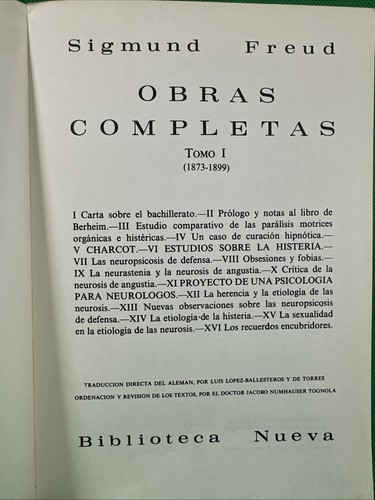 Sigmund Freud
OBRAS
COMPLETAS
TOMO I
(1873-1899)
I Carta sobre el bachillerato.—II Prólogo y notas al libro de
Berheim.—III Estudio comparativo de las parálisis motrices
orgánicas e histéricas.—IV Un caso de curación hipnótica.—
V CHARCOT.—VI ESTUDIOS SOBRE LA HISTERIA.—
VII Las neuropsicosis de defensa.—VIII Obsesiones y fobias.—
IX La neurastenia y la neurosis de angustia.—X Crítica de la
neurosis de angustia.—XI PROYECTO DE UNA PSICOLOGIA
PARA NEUROLOGOS.—XII La herencia y la etiología de las
neurosis.—XIII Nuevas observaciones sobre las neuropsicosis
de defensa.—XIV La etiología de la histeria.—XV La sexualidad
en la etiología de las neurosis.—XVI Los recuerdos encubridores.
TRADUCCION DIRECTA DEL ALEMAN, POR LUIS LOPEZ-BALLESTEROS Y DE TORRES
ORDENACION Y REVISION DE LOS TEXTOS, POR EL DOCTOR JACOBO NUMHAUSER TOGNOLA
Biblioteca Nueva